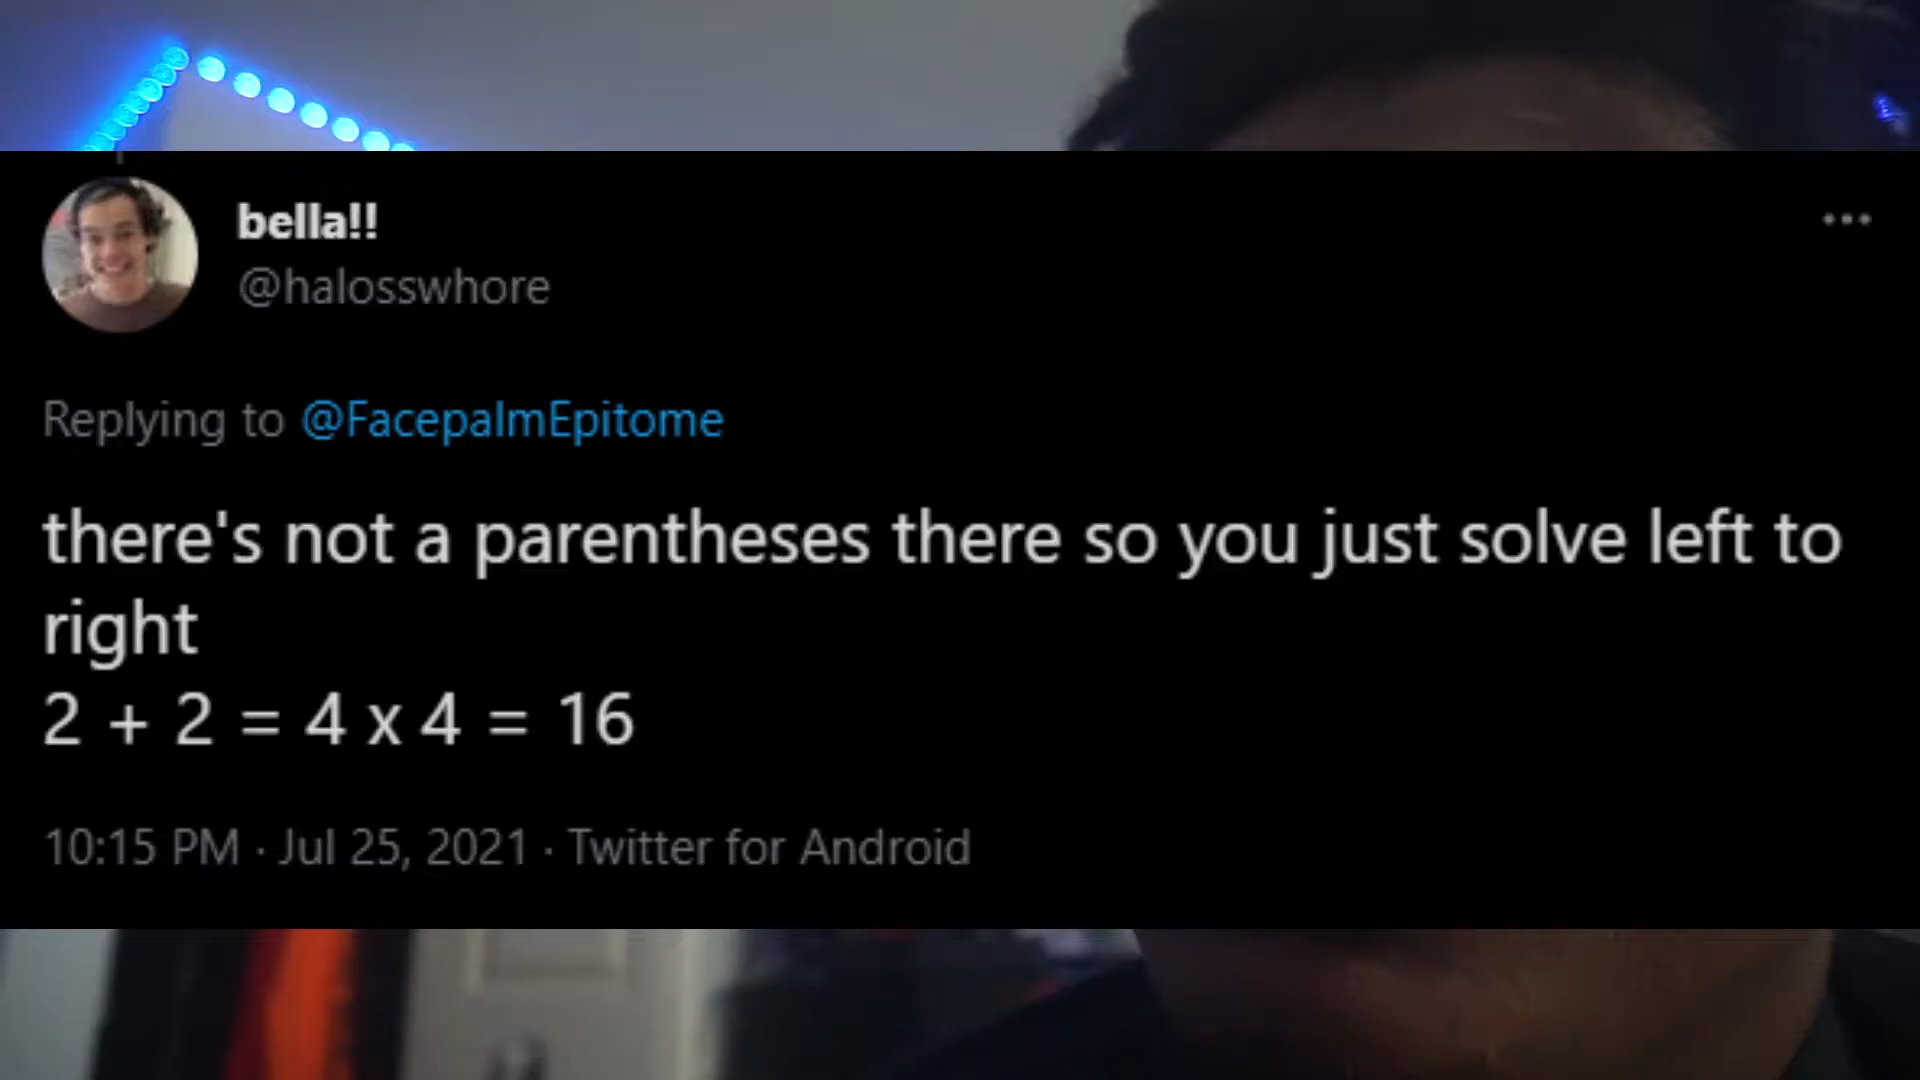 bella!!
@halosswhore
Replying to @FacepalmEpitome
there's not a parentheses there so you just solve left to
right
2 + 2 = 4 x 4 = 16
10:15 PM · Jul 25, 2021 · Twitter for Android